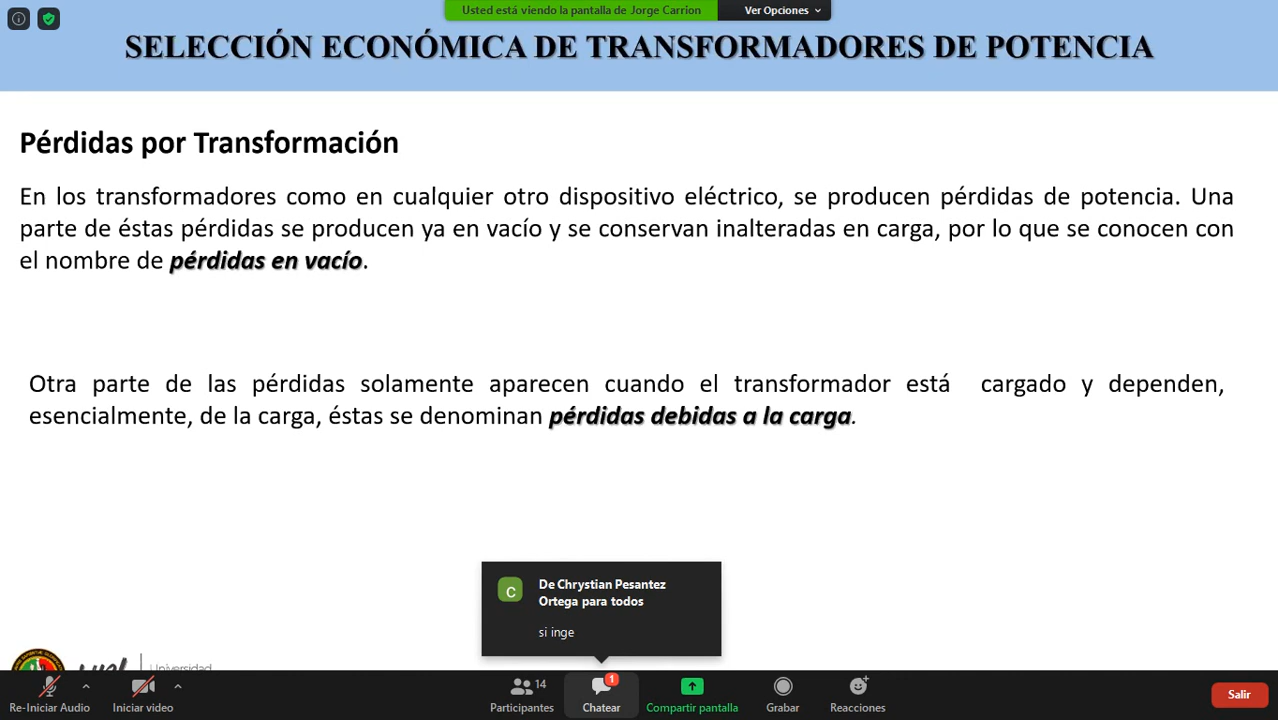 Usted está viendo la pantalla de Jorge Carrion
Ver Opciones
SELECCIÓN ECONÓMICA DE TRANSFORMADORES DE POTENCIA
Pérdidas por Transformación
En los transformadores como en cualquier otro dispositivo eléctrico, se producen pérdidas de potencia. Una
parte de éstas pérdidas se producen ya en vacío y se conservan inalteradas en carga, por lo que se conocen con
el nombre de pérdidas en vacío.
Otra parte de las pérdidas solamente aparecen cuando el transformador está cargado y dependen,
esencialmente, de la carga, éstas se denominan pérdidas debidas a la carga.
C
De Chrystian Pesantez
Ortega para todos
si inge
Universidad
14
1
Re-Iniciar Audio
Iniciar video
Participantes
Chatear
Compartir pantalla
Grabar
Reacciones
Salir